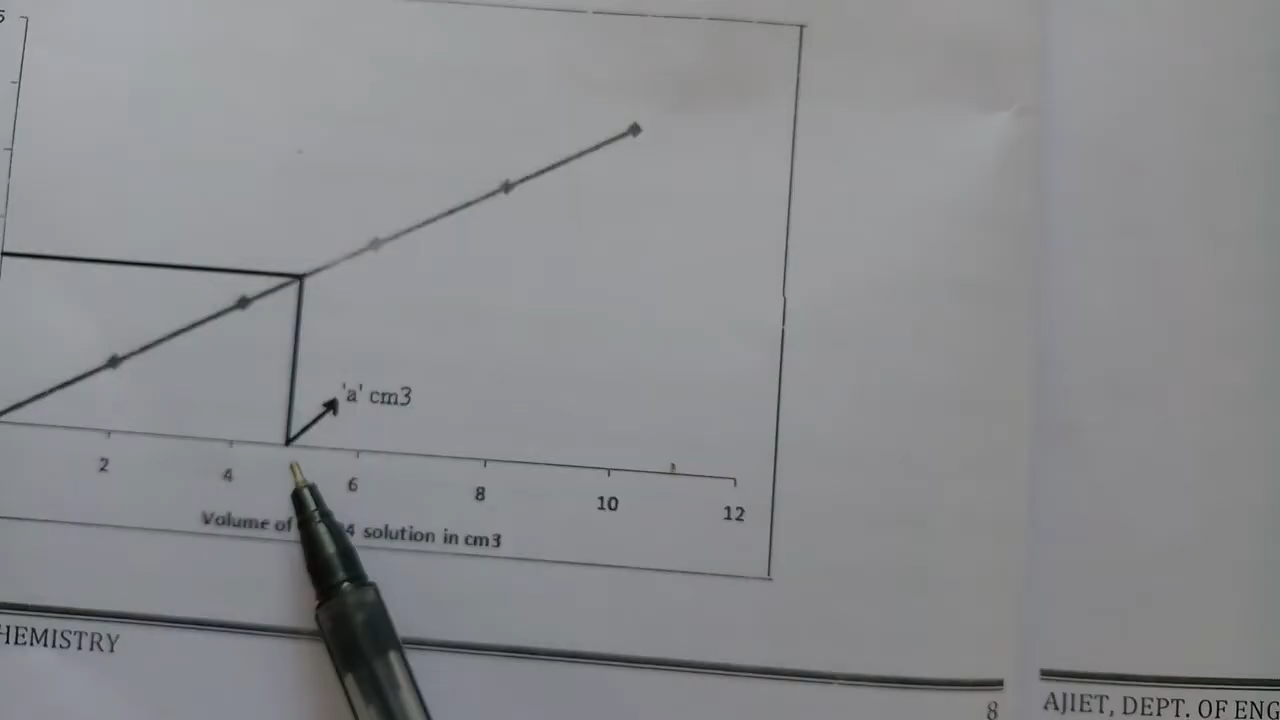 5
'a' cm3
2 4 6 8 10 12
Volume of 4 solution in cm3
HEMISTRY
8
AJIET, DEPT. OF ENG